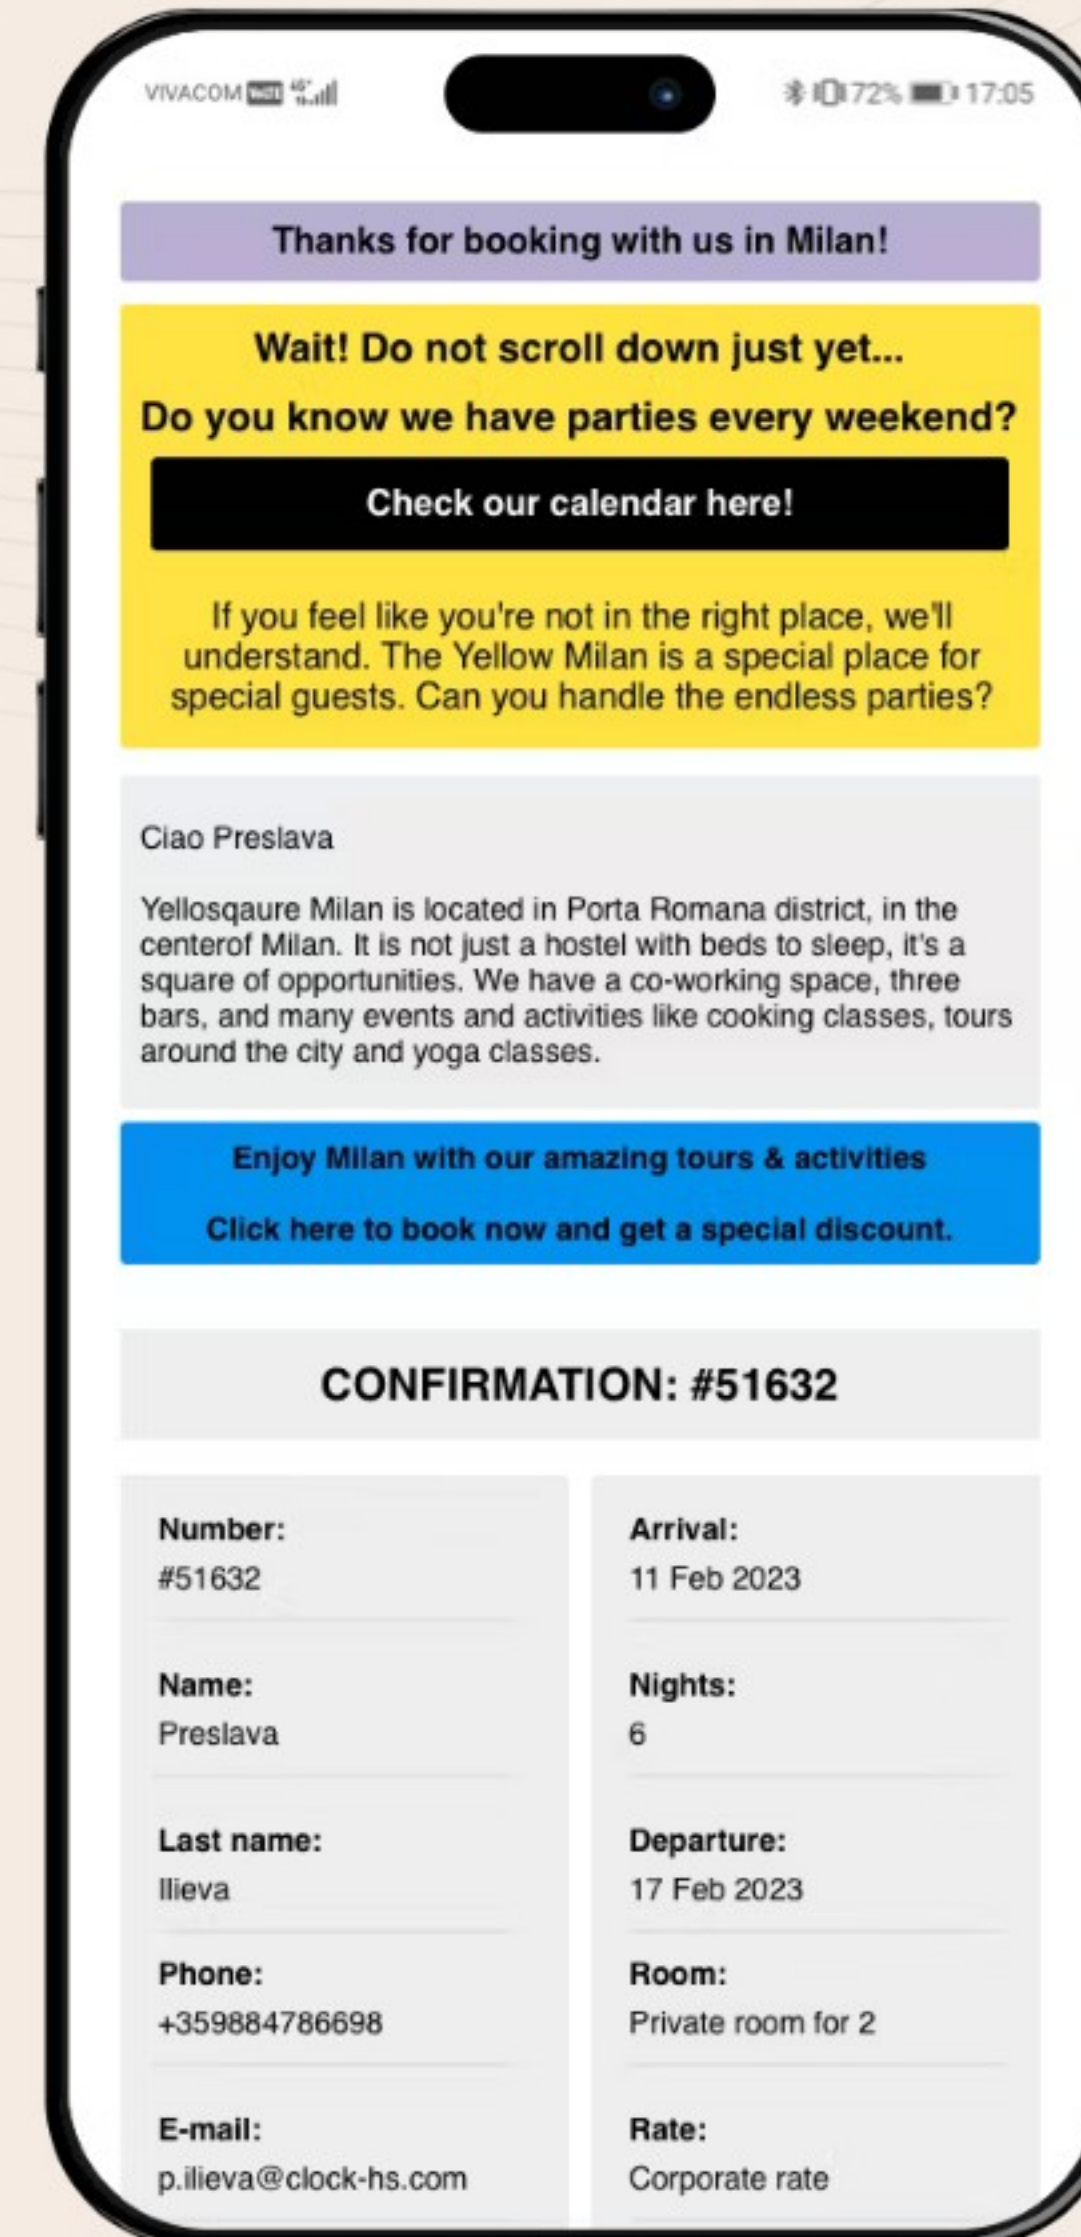 VIVACOM VoLTE 4G+
72% 17:05
Thanks for booking with us in Milan!
Wait! Do not scroll down just yet...
Do you know we have parties every weekend?
Check our calendar here!
If you feel like you're not in the right place, we'll
understand. The Yellow Milan is a special place for
special guests. Can you handle the endless parties?
Ciao Preslava
Yellosqaure Milan is located in Porta Romana district, in the
centerof Milan. It is not just a hostel with beds to sleep, it's a
square of opportunities. We have a co-working space, three
bars, and many events and activities like cooking classes, tours
around the city and yoga classes.
Enjoy Milan with our amazing tours & activities
Click here to book now and get a special discount.
CONFIRMATION: #51632
Number:
#51632
Name:
Preslava
Last name:
Ilieva
Phone:
+359884786698
E-mail:
p.ilieva@clock-hs.com
Arrival:
11 Feb 2023
Nights:
6
Departure:
17 Feb 2023
Room:
Private room for 2
Rate:
Corporate rate